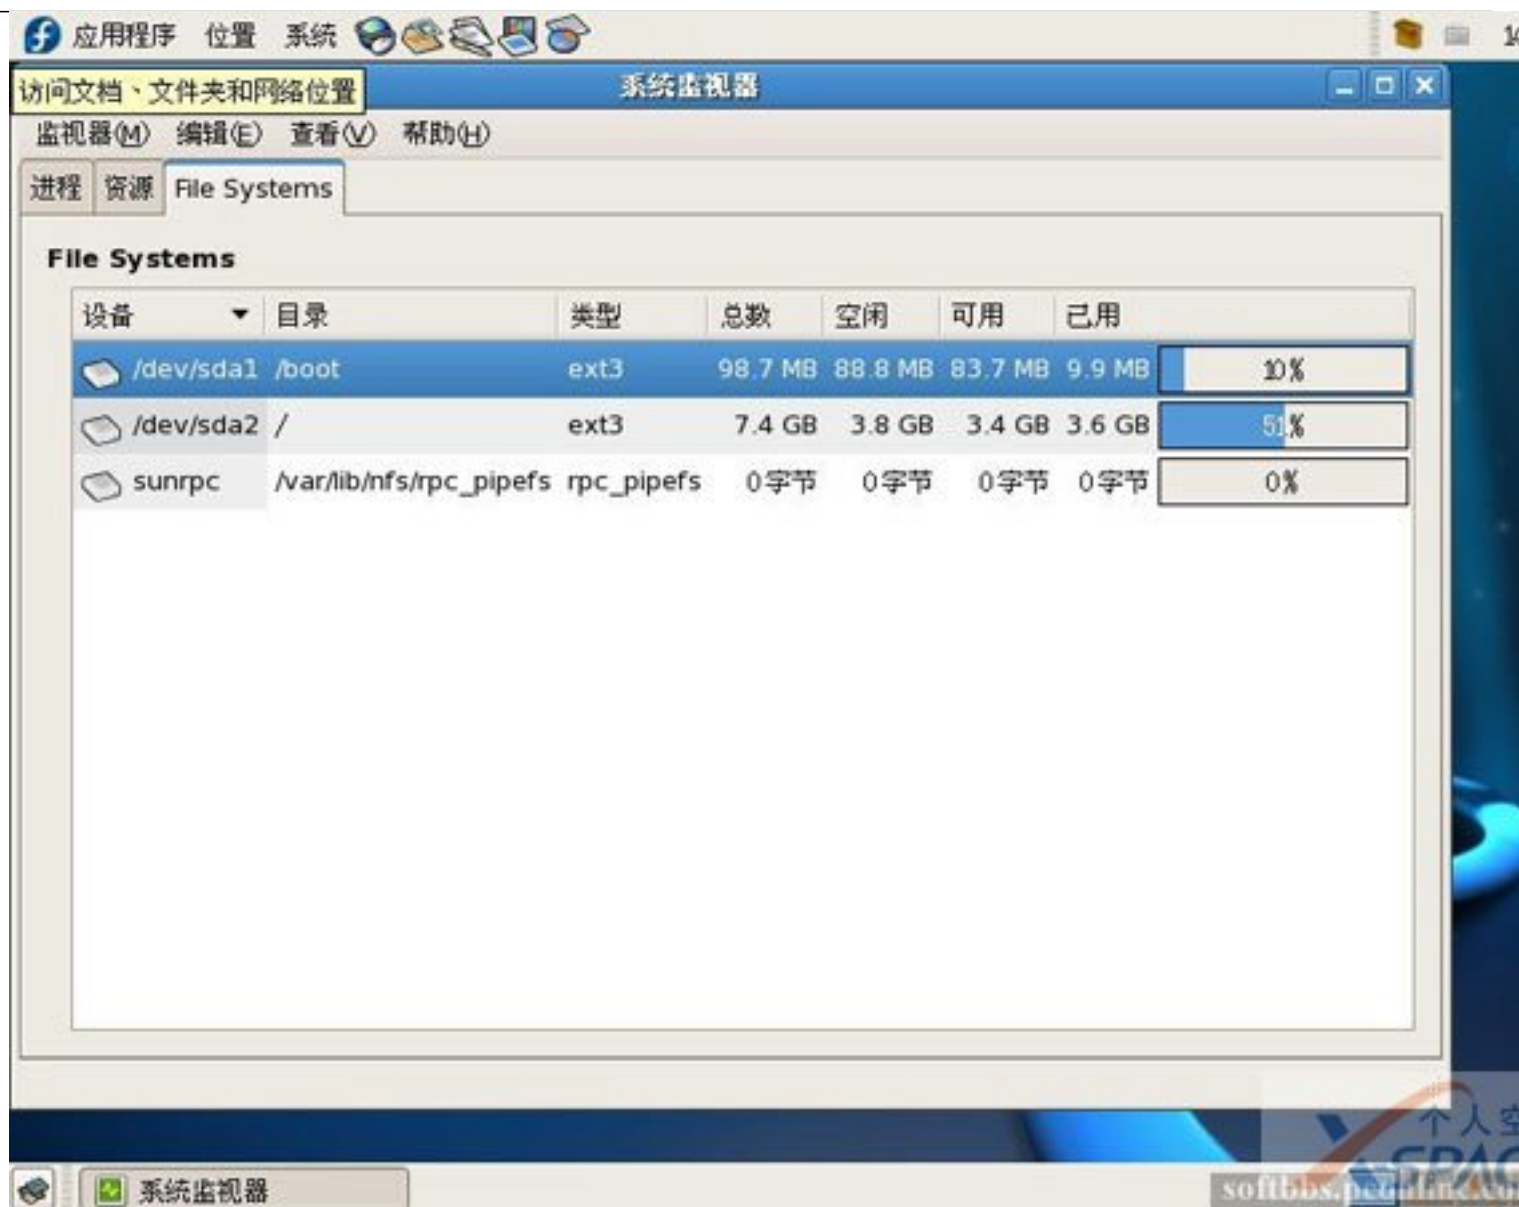 应用程序 位置 系统
访问文档、文件夹和网络位置
系统监视器
监视器(M) 编辑(E) 查看(V) 帮助(H)
进程 资源 File Systems
File Systems
设备 目录 类型 总数 空闲 可用 已用
/dev/sda1 /boot ext3 98.7 MB 88.8 MB 83.7 MB 9.9 MB 10%
/dev/sda2 / ext3 7.4 GB 3.8 GB 3.4 GB 3.6 GB 51%
sunrpc /var/lib/nfs/rpc_pipefs rpc_pipefs 0字节 0字节 0字节 0字节 0%
个人空
SPAC
系统监视器